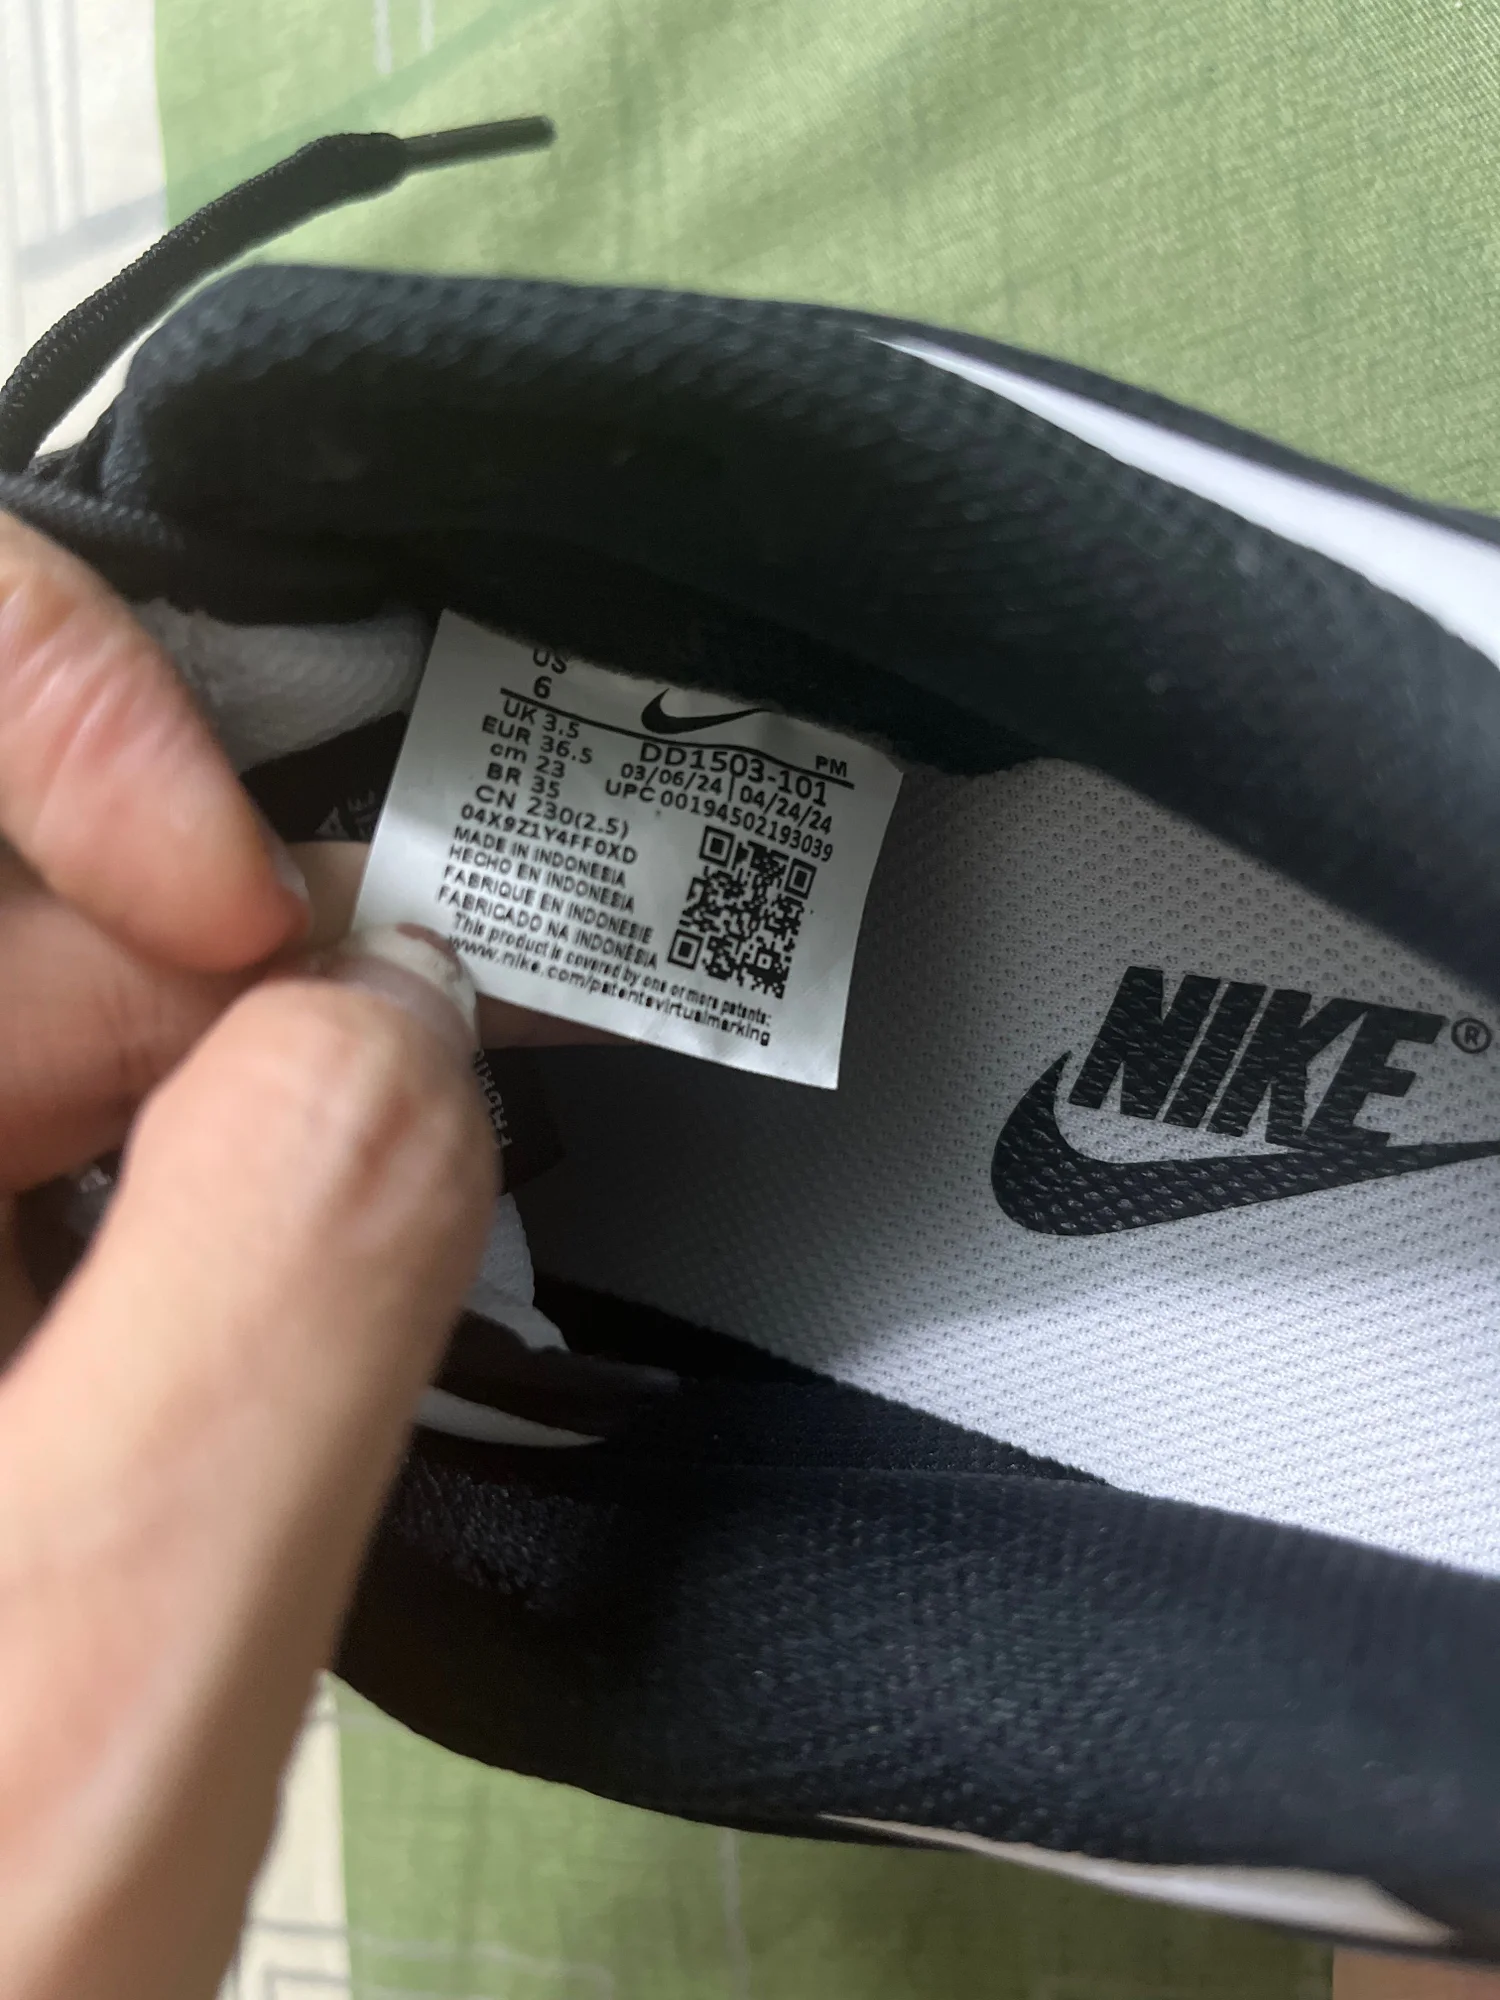 US
6
UK 3.5
EUR 36.5
cm 23
BR 35
CN 230(2.5)
DD1503-101
PM
03/06/24 | 04/24/24
UPC 00194502193039
04X9Z1Y4FF0XD
MADE IN INDONESIA
HECHO EN INDONESIA
FABRIQUE EN INDONESIE
FABRICADO NA INDONÉSIA
This product is covered by one or more patents:
www.nike.com/patentsvirtualmarking
NIKE®